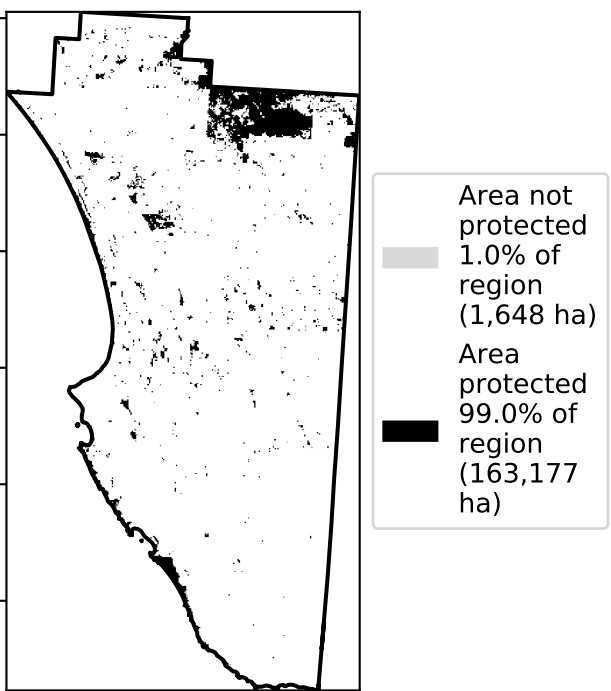 Area not
protected
1.0% of
region
(1,648 ha)
Area
protected
99.0% of
region
(163,177
ha)